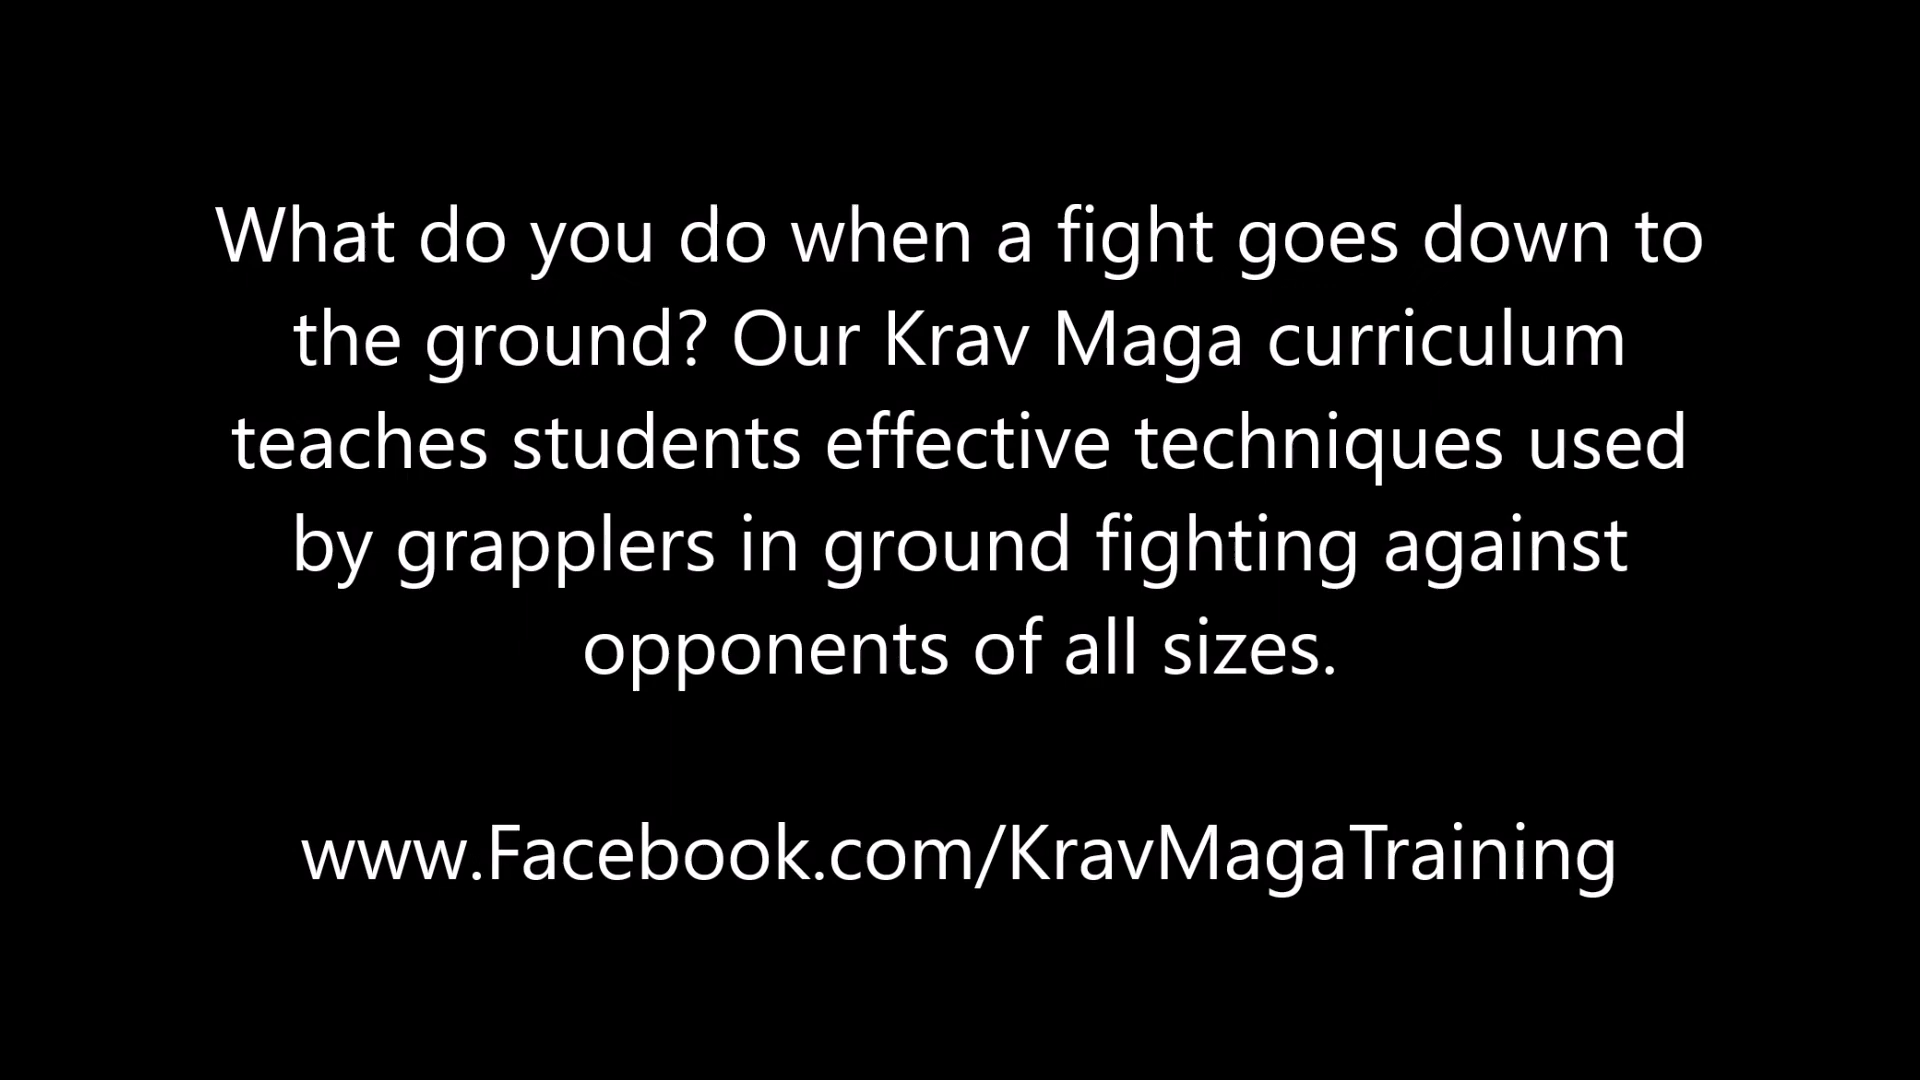 What do you do when a fight goes down to
the ground? Our Krav Maga curriculum
teaches students effective techniques used
by grapplers in ground fighting against
opponents of all sizes.
www.Facebook.com/KravMagaTraining